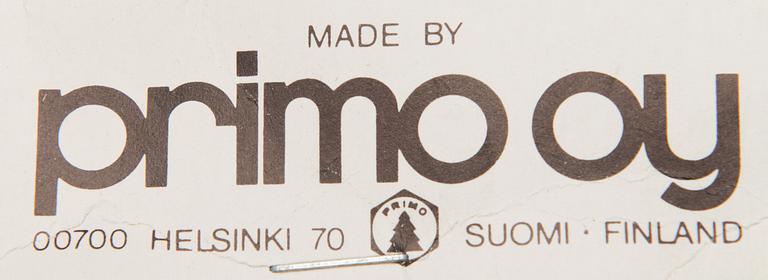 MADE BY
primo oy
00700 HELSINKI 70 PRIMO SUOMI · FINLAND